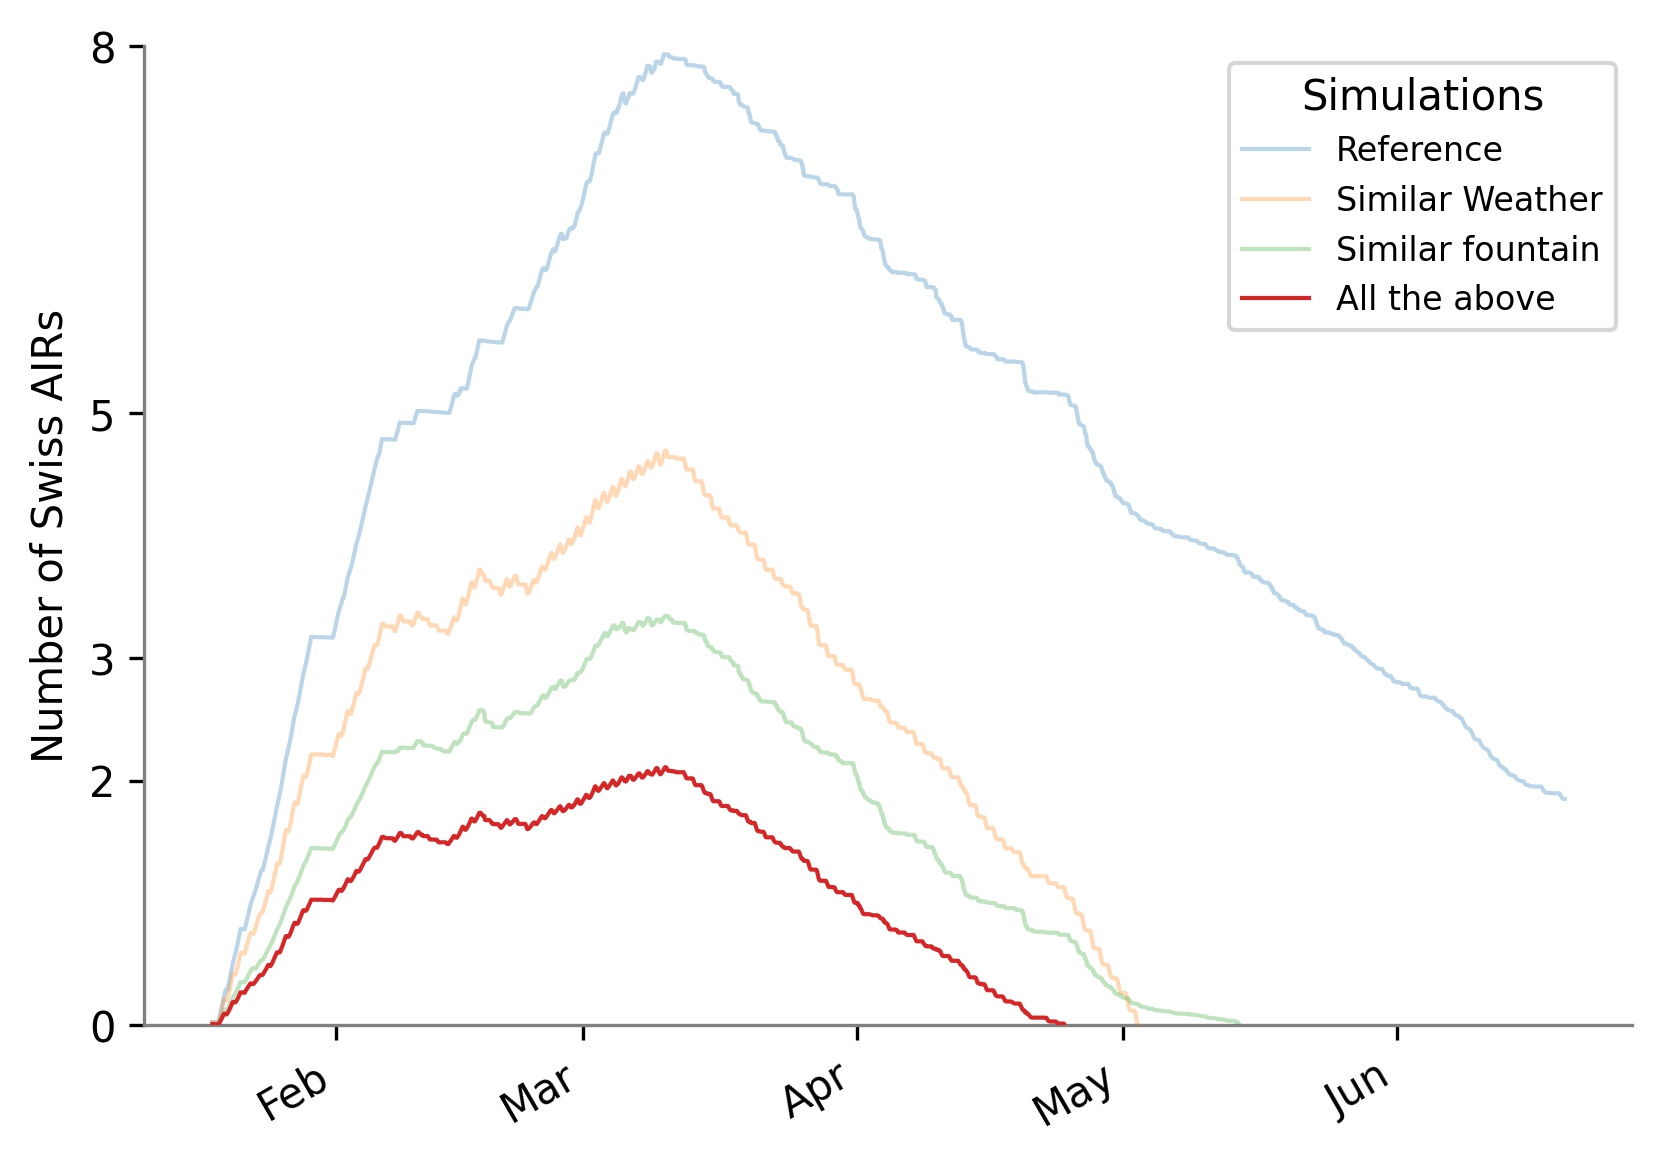 Number of Swiss AIRs
8
5
3
2
0
Feb
Mar
Apr
May
Jun
Simulations
Reference
Similar Weather
Similar fountain
All the above